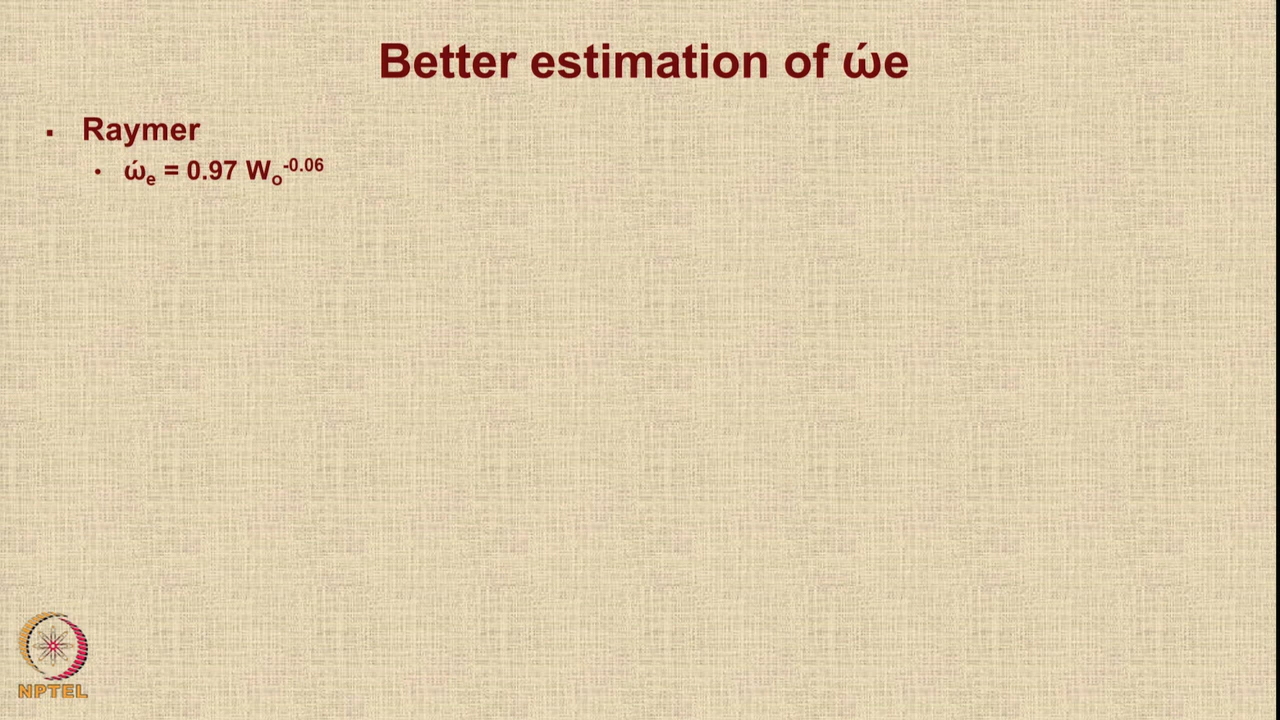 Better estimation of ώe
▪ Raymer
• ώe = 0.97 Wo-0.06
NPTEL